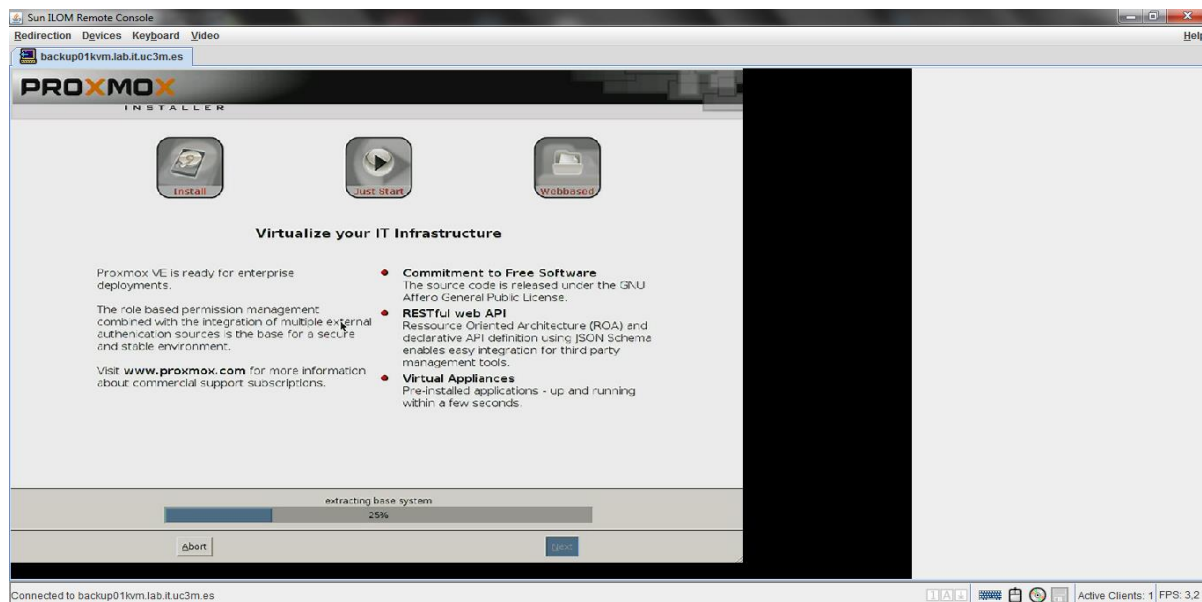 Sun ILOM Remote Console
Redirection Devices Keyboard Video
Help
backup01kvm.lab.it.uc3m.es
PROXMOX
INSTALLER
Install
Just Start
Webbased
Virtualize your IT Infrastructure
Proxmox VE is ready for enterprise
deployments.
The role based permission management
combined with the integration of multiple external
authenication sources is the base for a secure
and stable environment.
Visit www.proxmox.com for more information
about commercial support subscriptions.
Commitment to Free Software
The source code is released under the GNU
Affero General Public License.
RESTful web API
Ressource Oriented Architecture (ROA) and
declarative API definition using JSON Schema
enables easy integration for third party
management tools.
Virtual Appliances
Pre-installed applications - up and running
within a few seconds.
extracting base system
25%
Abort
Next
Connected to backup01kvm.lab.it.uc3m.es
1 A
Active Clients: 1 FPS: 3,2